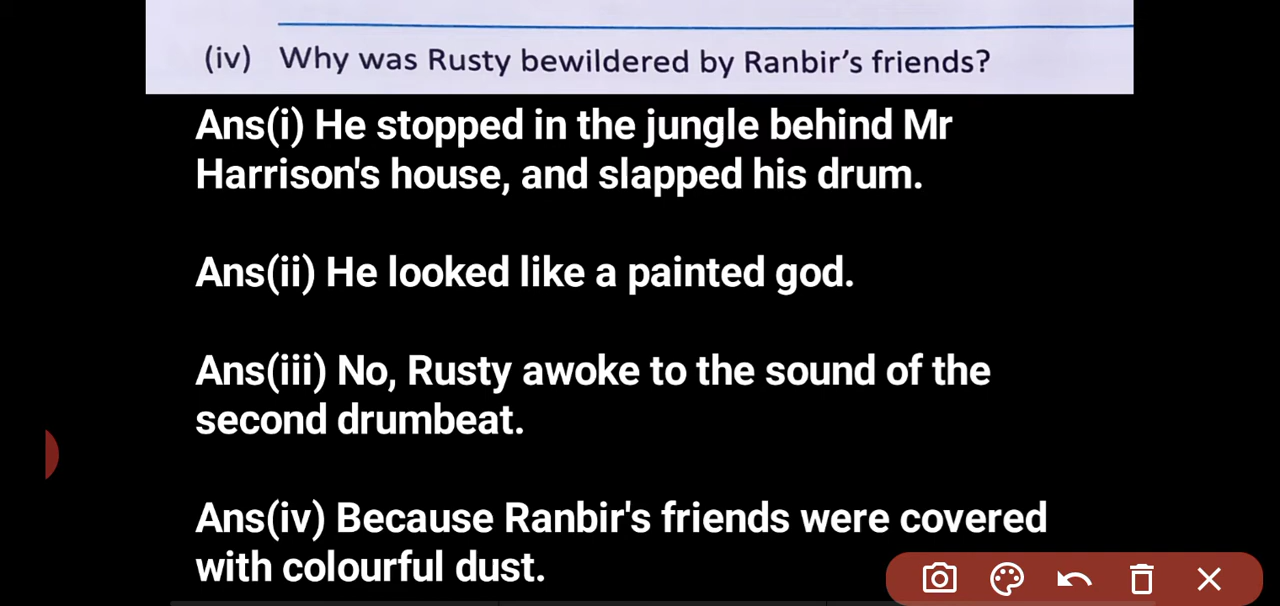 (iv) Why was Rusty bewildered by Ranbir's friends?
Ans(i) He stopped in the jungle behind Mr
Harrison's house, and slapped his drum.
Ans(ii) He looked like a painted god.
Ans(iii) No, Rusty awoke to the sound of the
second drumbeat.
Ans(iv) Because Ranbir's friends were covered
with colourful dust.